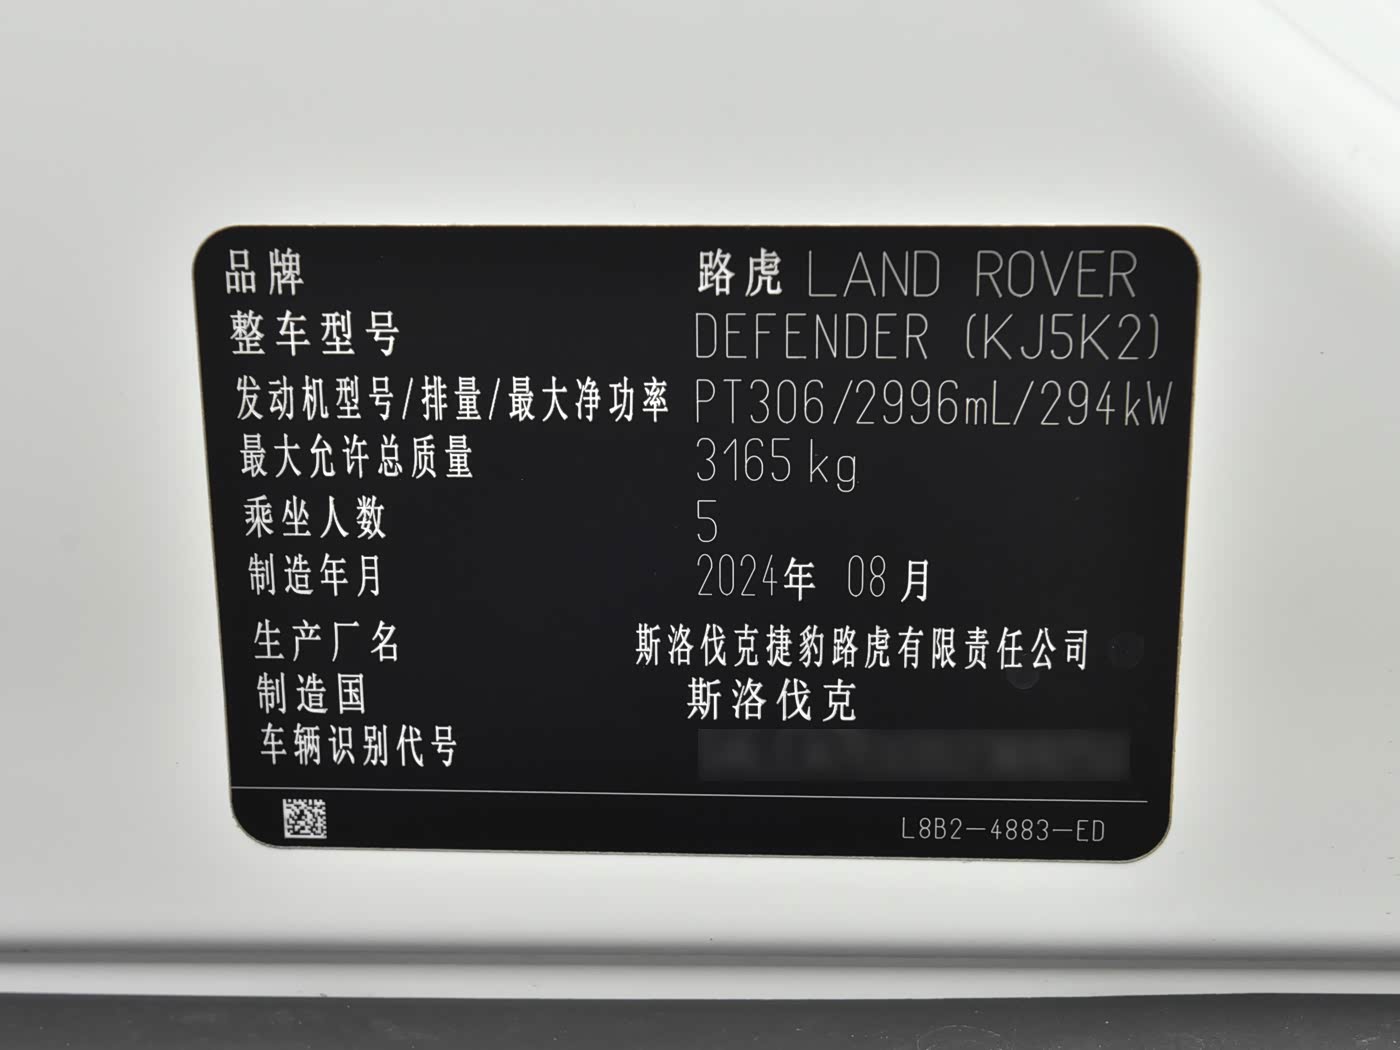 品牌 路虎 LAND ROVER
整车型号 DEFENDER (KJ5K2)
发动机型号/排量/最大净功率 PT306/2996mL/294kW
最大允许总质量 3165 kg
乘坐人数 5
制造年月 2024年 08月
生产厂名 斯洛伐克捷豹路虎有限责任公司
制造国 斯洛伐克
车辆识别代号
L8B2-4883-ED